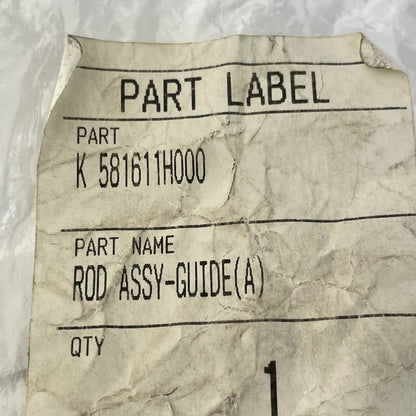 PART LABEL
PART
K 581611H000
PART NAME
ROD ASSY-GUIDE(A)
QTY
1